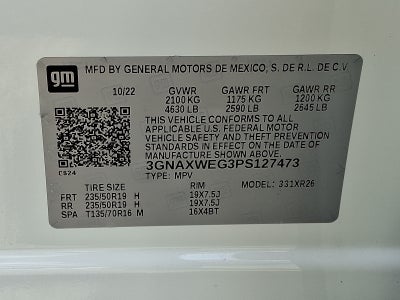 gm
MFD BY GENERAL MOTORS DE MEXICO, S. DE R.L. DE C.V.
10/22 GVWR GAWR FRT GAWR RR
2100 KG 1175 KG 1200 KG
4630 LB 2590 LB 2645 LB
THIS VEHICLE CONFORMS TO ALL APPLICABLE
U.S. FEDERAL MOTOR
VEHICLE SAFETY AND THEFT PREVENTION
STANDARDS IN EFFECT ON THE DATE OF
MANUFACTURE SHOWN ABOVE.
3GNAXWEG3PS127473
TYPE: MPV MODEL: 331XR26
TIRE SIZE RIM
FRT 235/50R19 H 19X7.5J
RR 235/50R19 H 19X7.5J
SPA T135/70R16 M 16X4BT